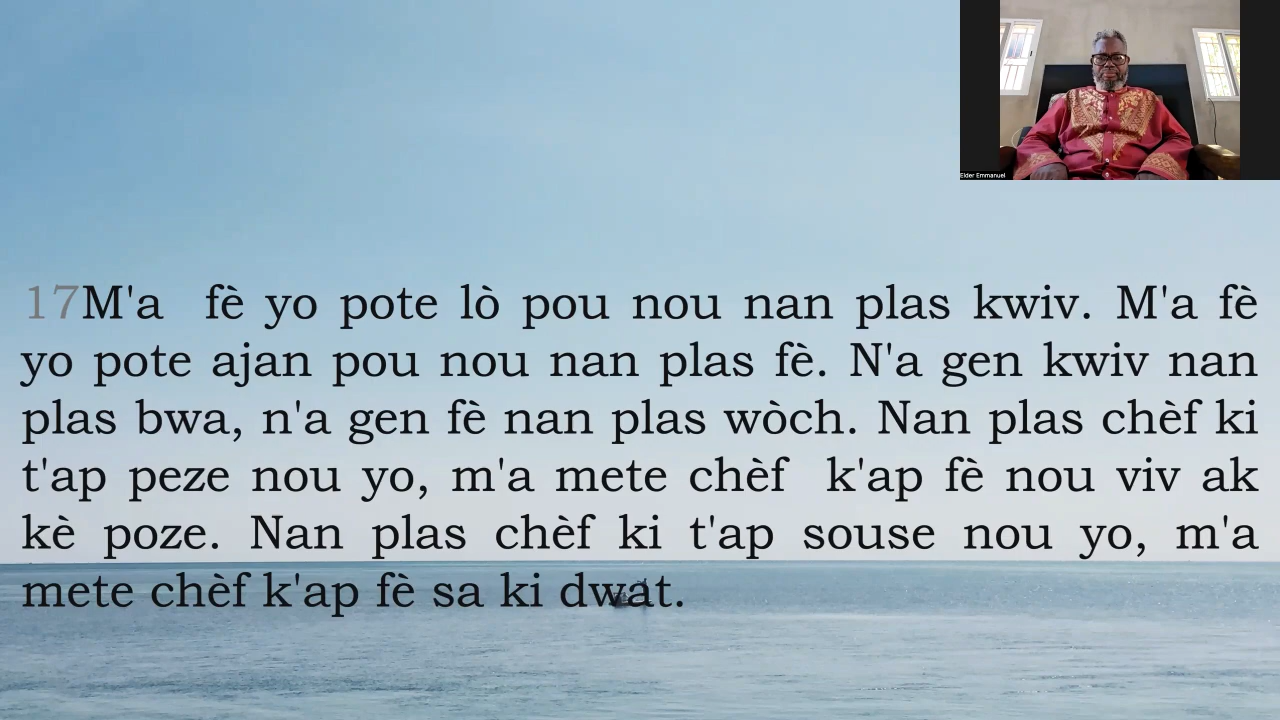 Elder Emmanuel
17M'a fè yo pote lò pou nou nan plas kwiv. M'a fè
yo pote ajan pou nou nan plas fè. N'a gen kwiv nan
plas bwa, n'a gen fè nan plas wòch. Nan plas chèf ki
t'ap peze nou yo, m'a mete chèf k'ap fè nou viv ak
kè poze. Nan plas chèf ki t'ap souse nou yo, m'a
mete chèf k'ap fè sa ki dwat.